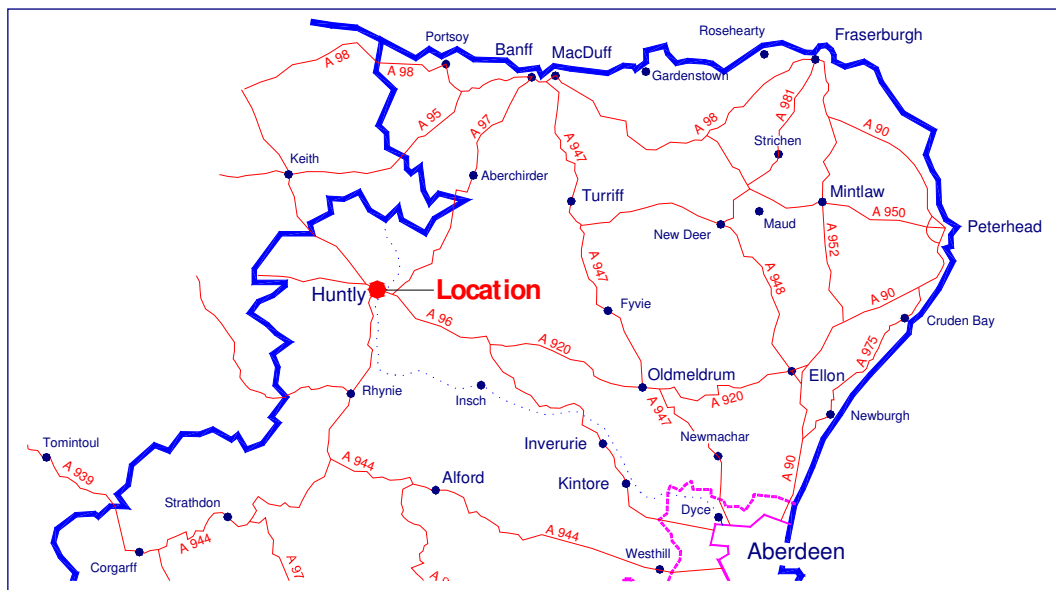 Rosehearty
Fraserburgh
Portsoy
Banff
MacDuff
Gardenstown
A 98
A 98
A 95
A 97
A 947
A 98
A 981
A 90
Strichen
Keith
Aberchirder
Turriff
Mintlaw
A 950
Maud
New Deer
Peterhead
A 952
A 947
A 948
Huntly
Location
A 90
Fyvie
Cruden Bay
A 96
A 920
A 975
Oldmeldrum
Ellon
Rhynie
Insch
A 920
A 947
Newburgh
Inverurie
Newmachar
Tomintoul
A 939
A 944
Alford
Kintore
A 90
Strathdon
Dyce
A 944
A 944
Aberdeen
Corgarff
A 97
Westhill